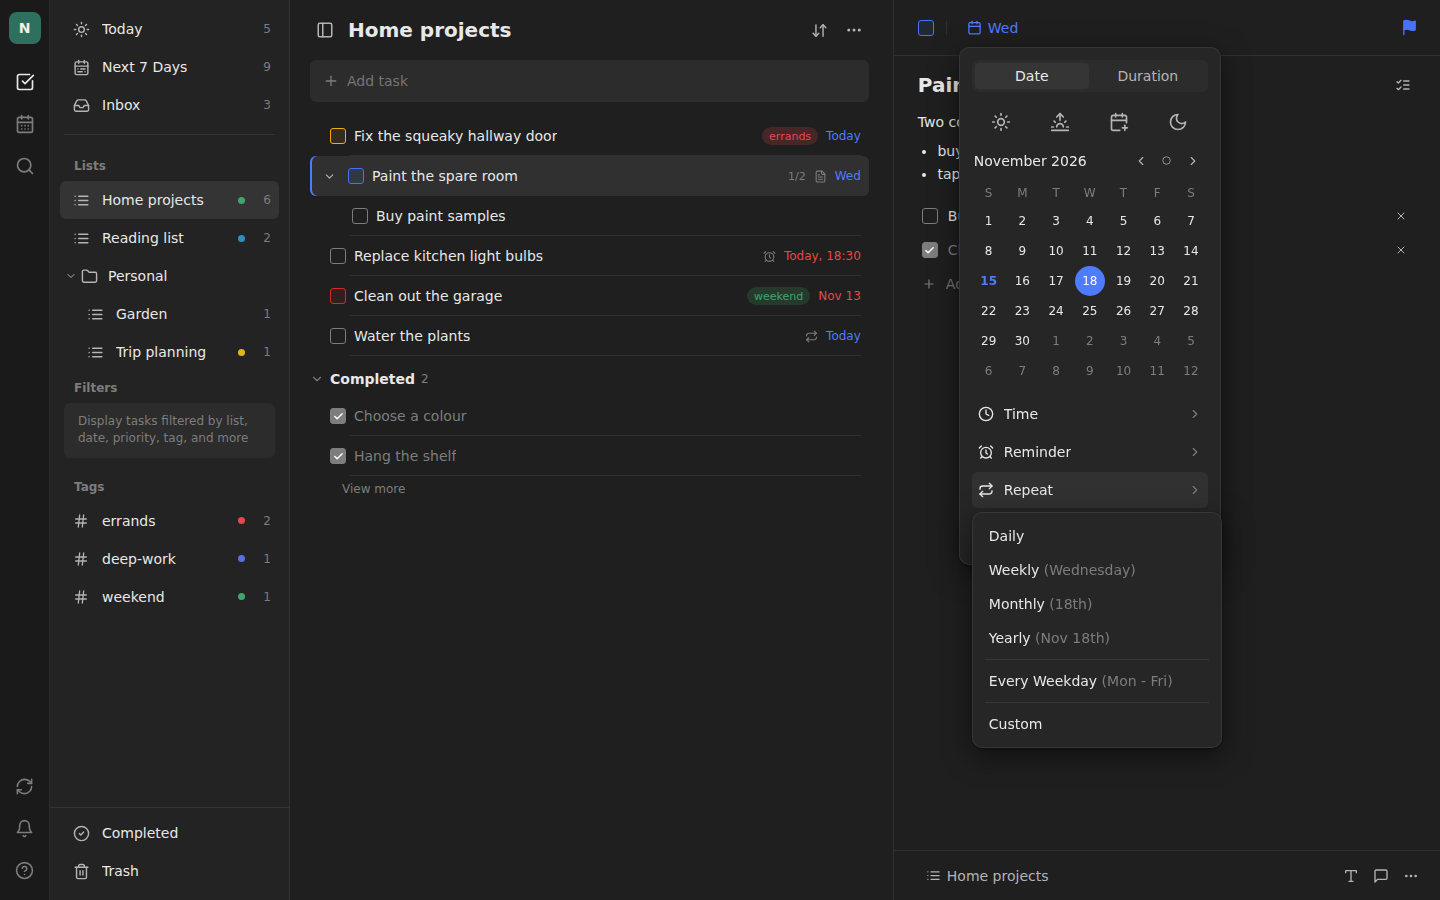 N
Today 5
Next 7 Days 9
Inbox 3
Lists
Home projects 6
Reading list 2
Personal
Garden 1
Trip planning 1
Filters
Display tasks filtered by list,
date, priority, tag, and more
Tags
errands 2
deep-work 1
weekend 1
Completed
Trash
Home projects
Add task
Fix the squeaky hallway door errands Today
Paint the spare room 1/2 Wed
Buy paint samples
Replace kitchen light bulbs Today, 18:30
Clean out the garage weekend Nov 13
Water the plants Today
Completed 2
Choose a colour
Hang the shelf
View more
Wed
Two
buy
tap
Date Duration
November 2026
S M T W T F S
1 2 3 4 5 6 7
8 9 10 11 12 13 14
15 16 17 18 19 20 21
22 23 24 25 26 27 28
29 30 1 2 3 4 5
6 7 8 9 10 11 12
Time
Reminder
Repeat
Daily
Weekly (Wednesday)
Monthly (18th)
Yearly (Nov 18th)
Every Weekday (Mon - Fri)
Custom
Home projects